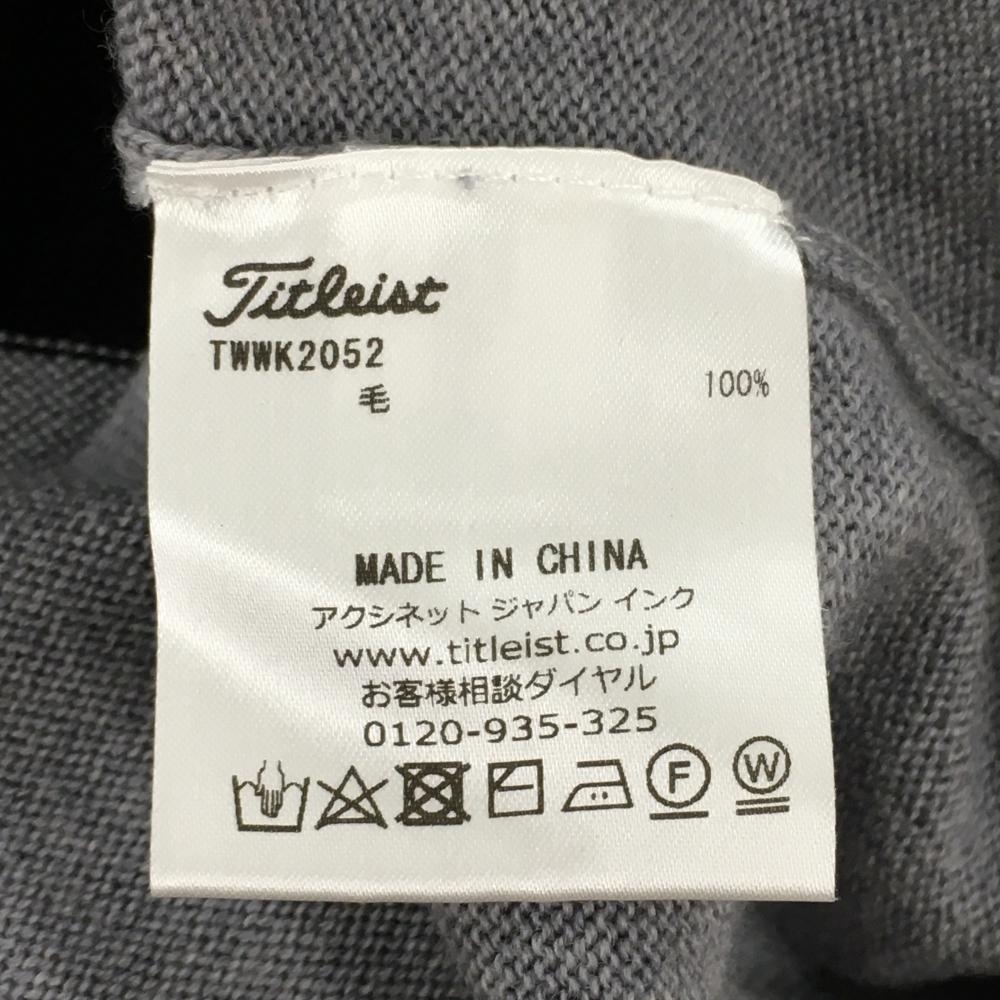 Titleist
TWWK2052
毛 100%
MADE IN CHINA
アクシネット ジャパン インク
www.titleist.co.jp
お客様相談ダイヤル
0120-935-325
F W